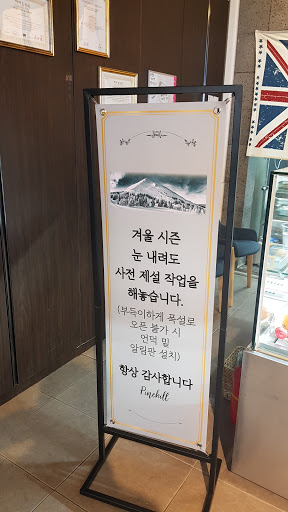 겨울 시즌
눈 내려도
사전 제설 작업을
해놓습니다.
(부득이하게 폭설로
오픈 불가 시
언덕 밑
알림판 설치)
항상 감사합니다
Pinehill